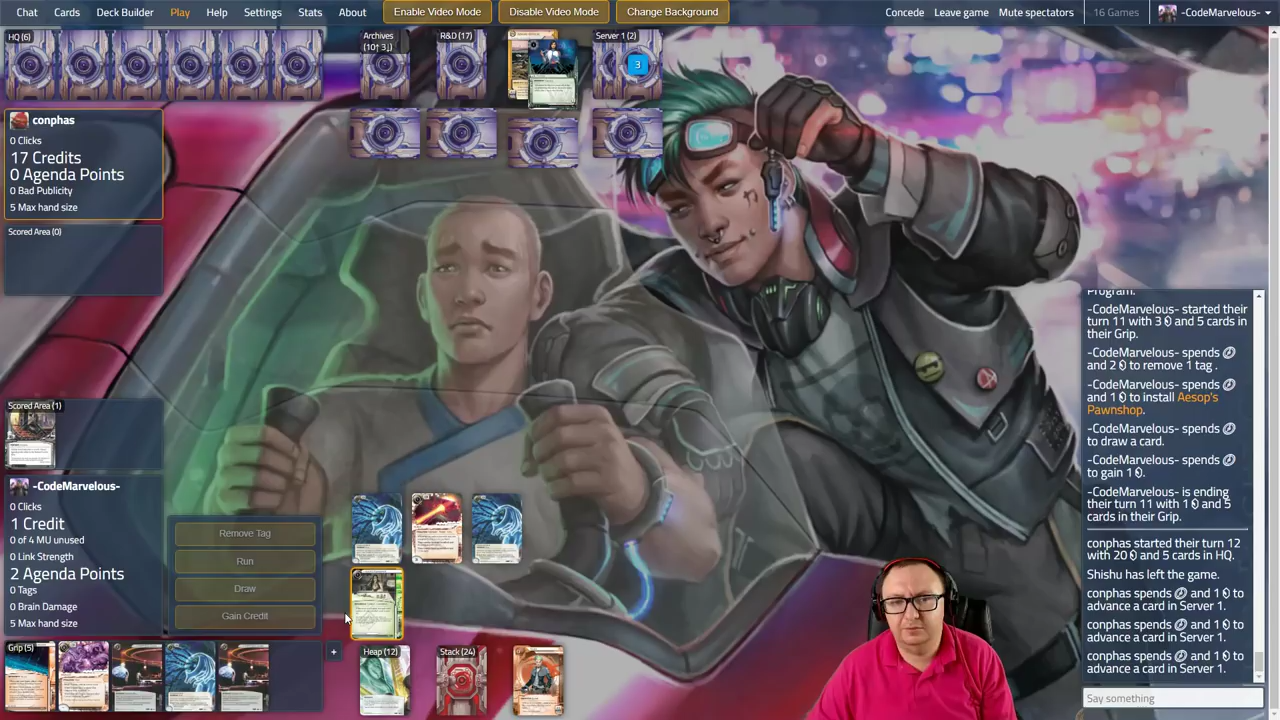 Chat Cards Deck Builder Play Help Settings Stats About Enable Video Mode Disable Video Mode Change Background Concede Leave game Mute spectators 16 Games -CodeMarvelous-
HQ (6)
Archives
R&D (17)
Server 1 (2)
3
conphas
0 Clicks
17 Credits
0 Agenda Points
0 Bad Publicity
5 Max hand size
Scored Area (0)
Scored Area (1)
-CodeMarvelous-
0 Clicks
1 Credit
of 4 MU unused
0 Link Strength
2 Agenda Points
0 Tags
0 Brain Damage
5 Max hand size
Remove Tag
Run
Draw
Gain Credit
Grip (5)
+
Heap (12)
Stack (24)
Program.
-CodeMarvelous- started their
turn 11 with 3 and 5 cards in
their Grip.
-CodeMarvelous- spends
and 2 to remove 1 tag .
-CodeMarvelous- spends
and 1 to install Aesop's
Pawnshop.
-CodeMarvelous- spends
to draw a card.
-CodeMarvelous- spends
to gain 1.
-CodeMarvelous- is ending
their turn 11 with 1 and 5
cards in their Grip.
conphas started their turn 12
with 20 and 5 cards in HQ.
Anshu has left the game.
conphas spends and 1 to
advance a card in Server 1.
conphas spends and 1 to
advance a card in Server 1.
conphas spends and 1 to
advance a card in Server 1.
Say something